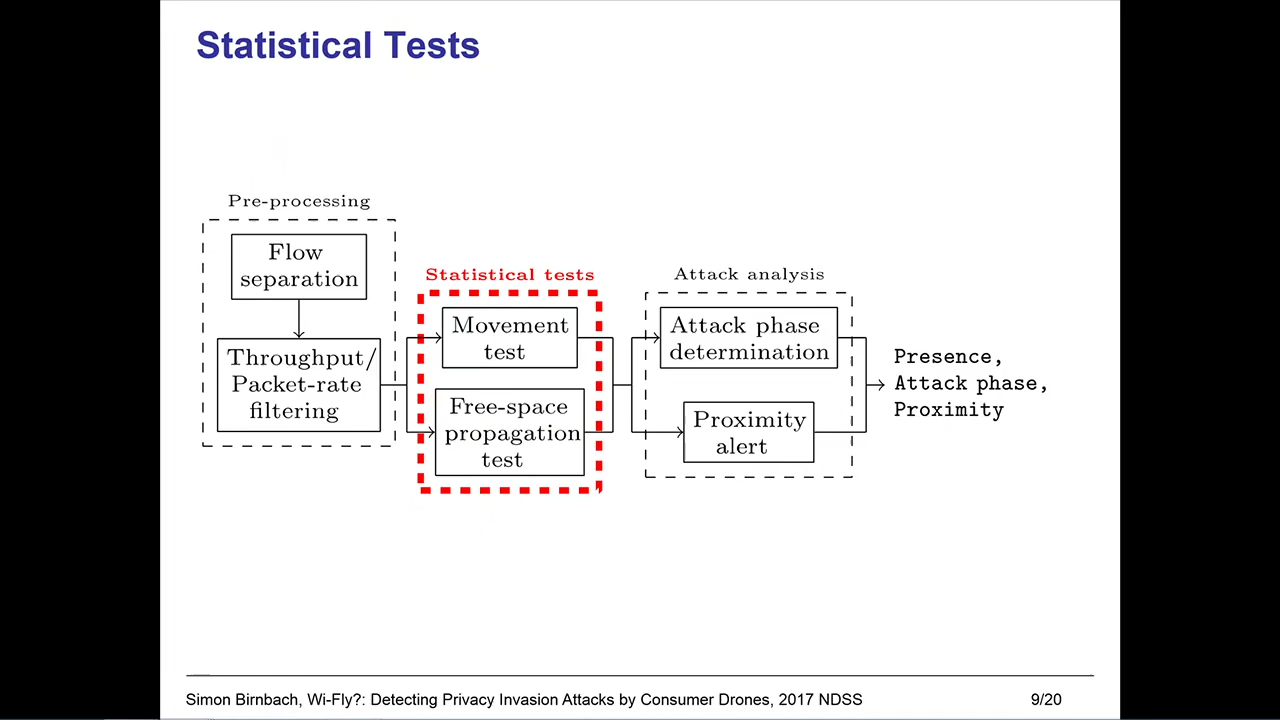 Statistical Tests
Pre-processing
Flow
separation
Throughput/
Packet-rate
filtering
Statistical tests
Movement
test
Free-space
propagation
test
Attack analysis
Attack phase
determination
Proximity
alert
Presence,
Attack phase,
Proximity
Simon Birnbach, Wi-Fly?: Detecting Privacy Invasion Attacks by Consumer Drones, 2017 NDSS
9/20